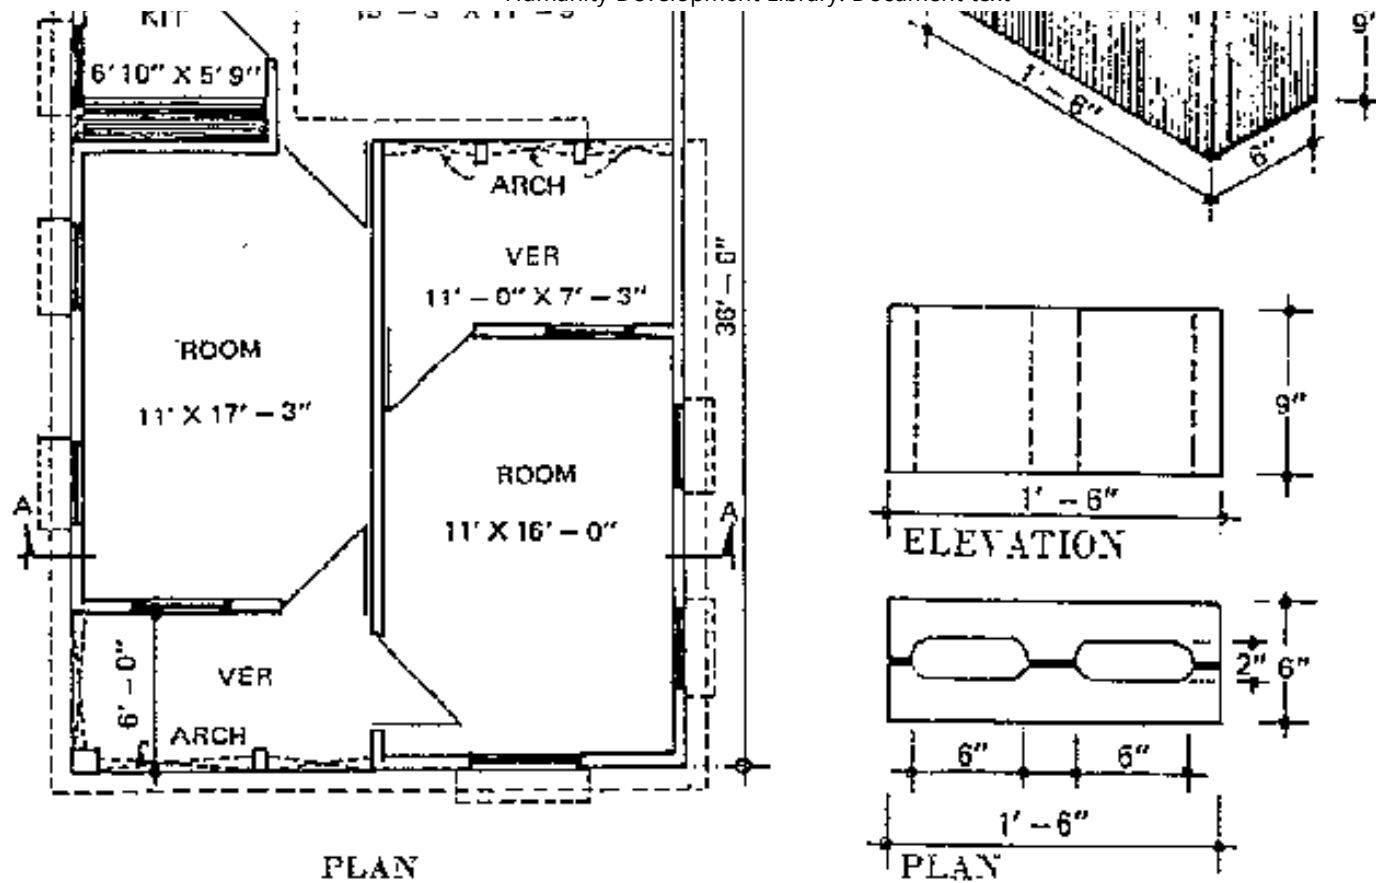 Humanity Development Library: Document text
KIT
6' 10" X 5' 9"
ARCH
VER
11' – 0" X 7' – 3"
36' – 6"
ROOM
11' X 17' – 3"
ROOM
11' X 16' – 0"
A
A
6' – 0"
VER
ARCH
PLAN
1' – 6"
6"
9"
9"
1' – 6"
ELEVATION
2"
6"
6"
6"
1' – 6"
PLAN